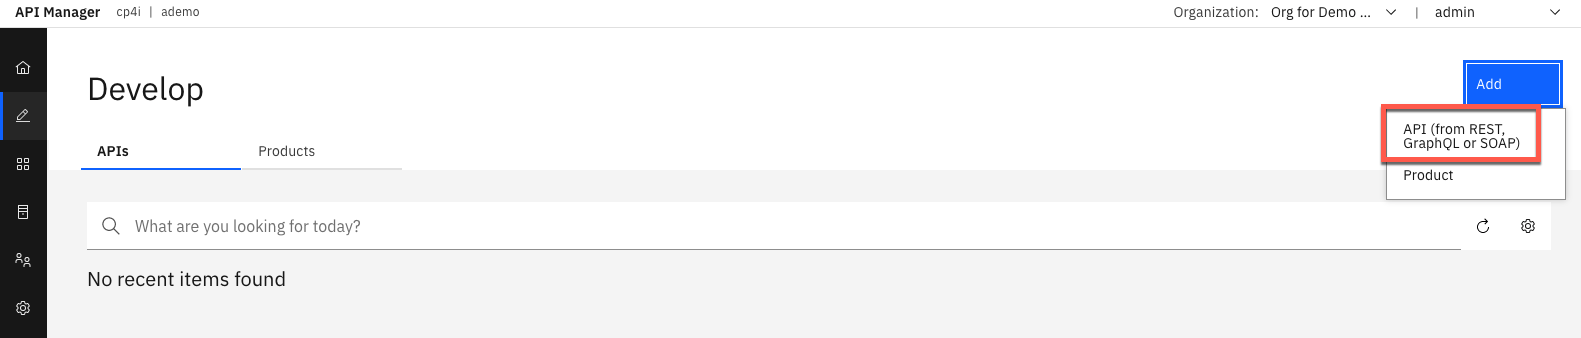 API Manager cp4i | ademo Organization: Org for Demo ... | admin
Develop
Add
API (from REST,
GraphQL or SOAP)
Product
APIs Products
What are you looking for today?
No recent items found